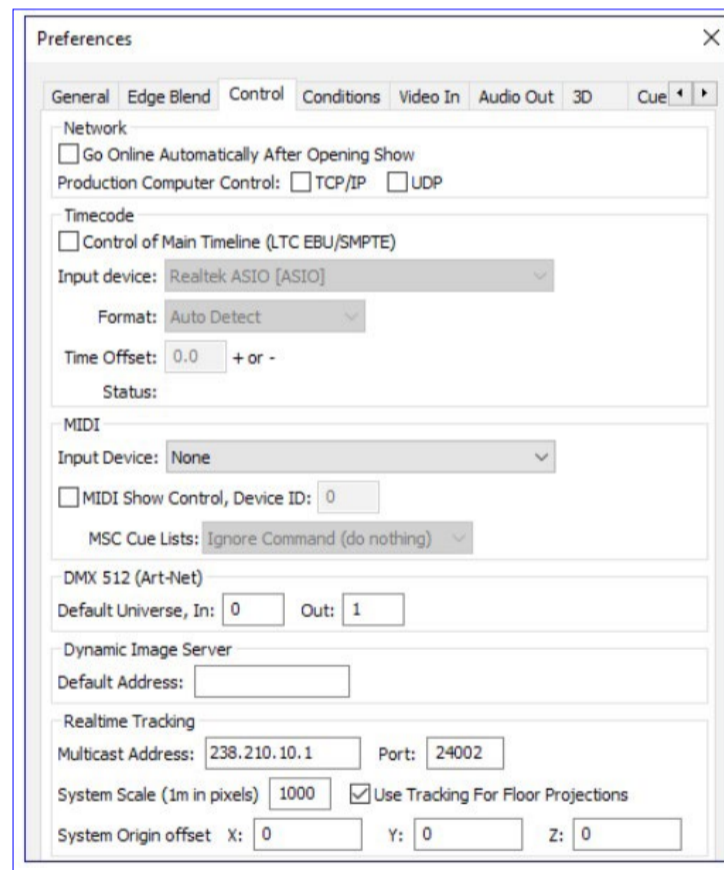 Preferences
General Edge Blend Control Conditions Video In Audio Out 3D Cue
Network
Go Online Automatically After Opening Show
Production Computer Control: TCP/IP UDP
Timecode
Control of Main Timeline (LTC EBU/SMPTE)
Input device: Realtek ASIO [ASIO]
Format: Auto Detect
Time Offset: 0.0 + or -
Status:
MIDI
Input Device: None
MIDI Show Control, Device ID: 0
MSC Cue Lists: Ignore Command (do nothing)
DMX 512 (Art-Net)
Default Universe, In: 0 Out: 1
Dynamic Image Server
Default Address:
Realtime Tracking
Multicast Address: 238.210.10.1 Port: 24002
System Scale (1m in pixels) 1000 Use Tracking For Floor Projections
System Origin offset X: 0 Y: 0 Z: 0